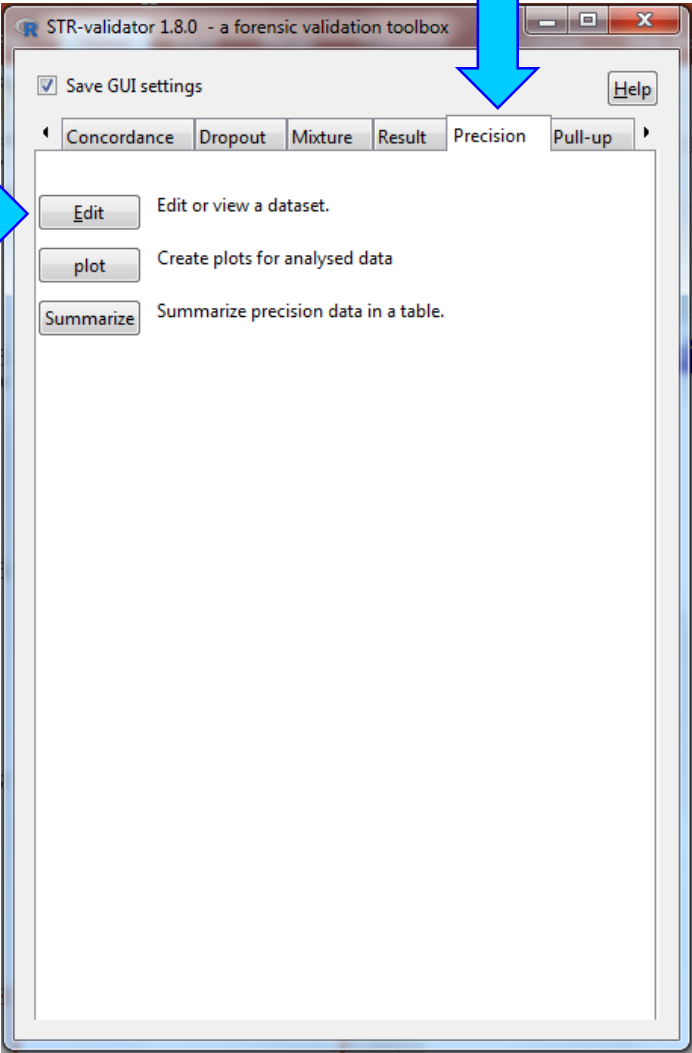 STR-validator 1.8.0 - a forensic validation toolbox
Save GUI settings
Help
Concordance Dropout Mixture Result Precision Pull-up
Edit Edit or view a dataset.
plot Create plots for analysed data
Summarize Summarize precision data in a table.